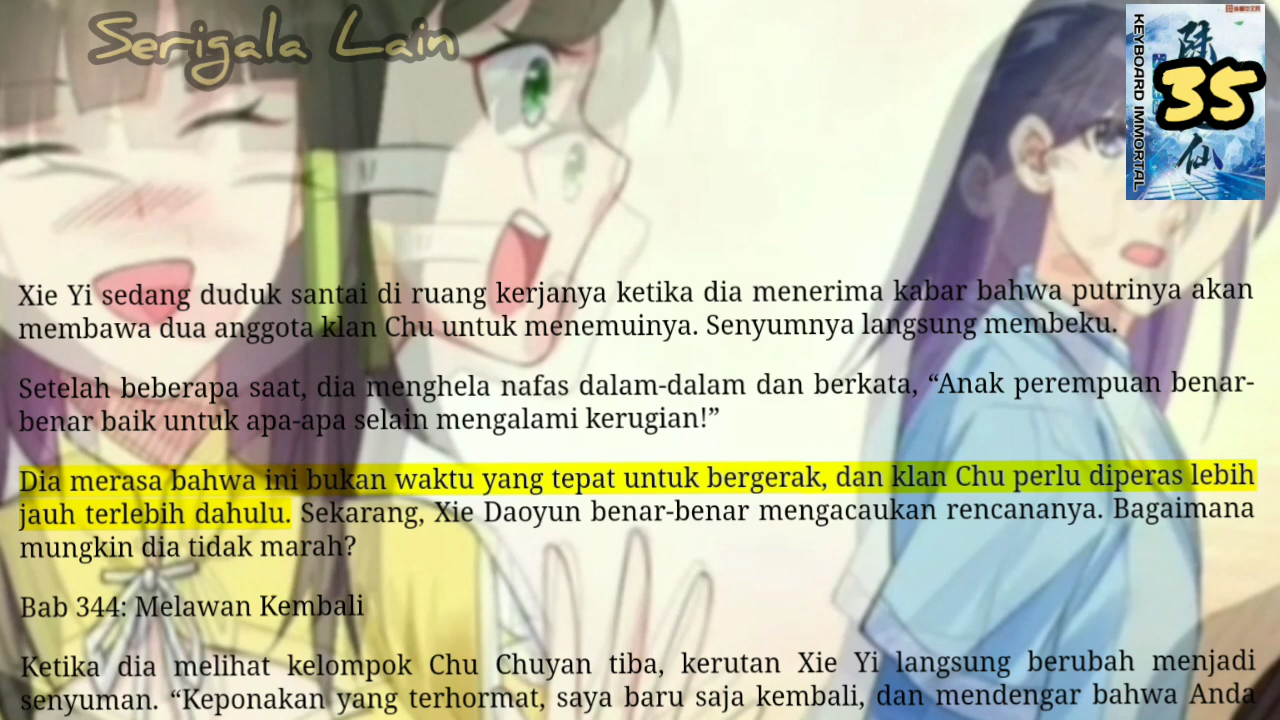 Serigala Lain
KEYBOARD IMMORTAL
陆
35
仙
Xie Yi sedang duduk santai di ruang kerjanya ketika dia menerima kabar bahwa putrinya akan
membawa dua anggota klan Chu untuk menemuinya. Senyumnya langsung membeku.
Setelah beberapa saat, dia menghela nafas dalam-dalam dan berkata, “Anak perempuan benar-
benar baik untuk apa-apa selain mengalami kerugian!”
Dia merasa bahwa ini bukan waktu yang tepat untuk bergerak, dan klan Chu perlu diperas lebih
jauh terlebih dahulu. Sekarang, Xie Daoyun benar-benar mengacaukan rencananya. Bagaimana
mungkin dia tidak marah?
Bab 344: Melawan Kembali
Ketika dia melihat kelompok Chu Chuyan tiba, kerutan Xie Yi langsung berubah menjadi
senyuman. “Keponakan yang terhormat, saya baru saja kembali, dan mendengar bahwa Anda